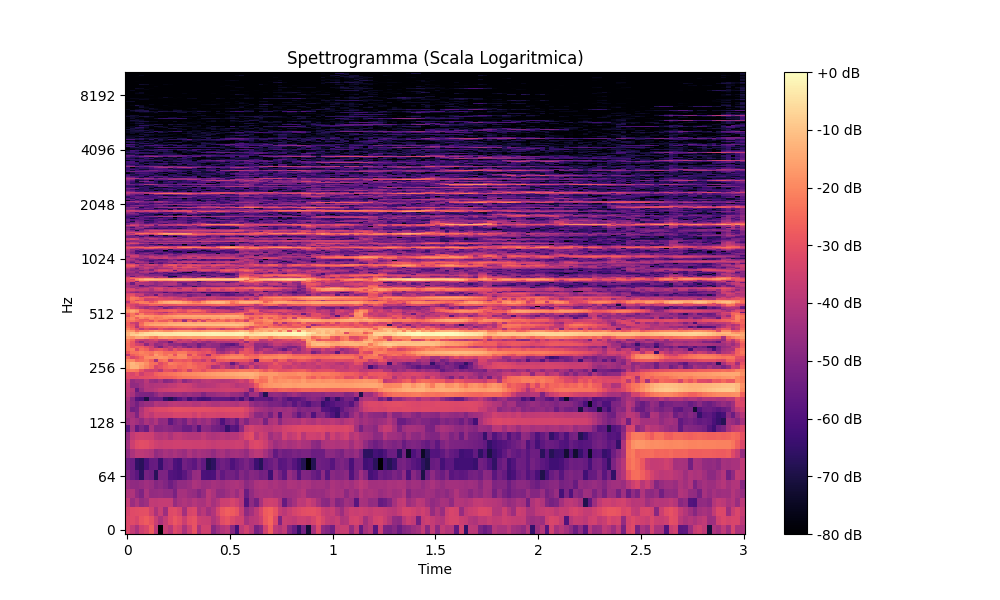 Spettrogramma (Scala Logaritmica)
Hz
8192
4096
2048
1024
512
256
128
64
0
0 0.5 1 1.5 2 2.5 3
Time
+0 dB
-10 dB
-20 dB
-30 dB
-40 dB
-50 dB
-60 dB
-70 dB
-80 dB